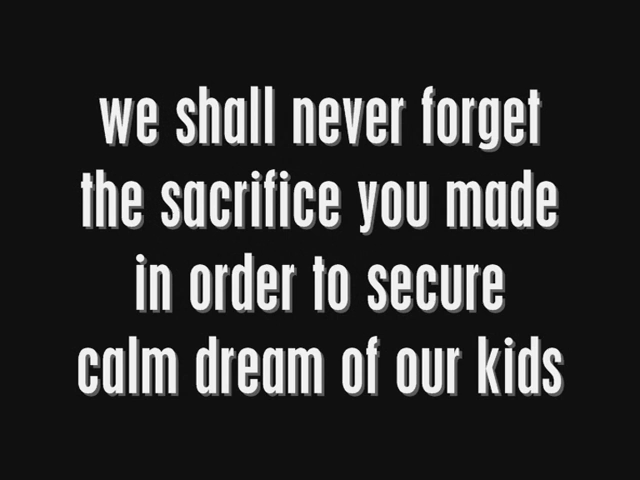 we shall never forget
the sacrifice you made
in order to secure
calm dream of our kids